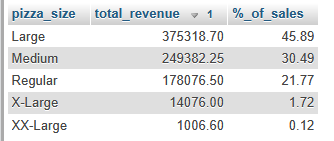 pizza_size total_revenue 1 %_of_sales
Large 375318.70 45.89
Medium 249382.25 30.49
Regular 178076.50 21.77
X-Large 14076.00 1.72
XX-Large 1006.60 0.12